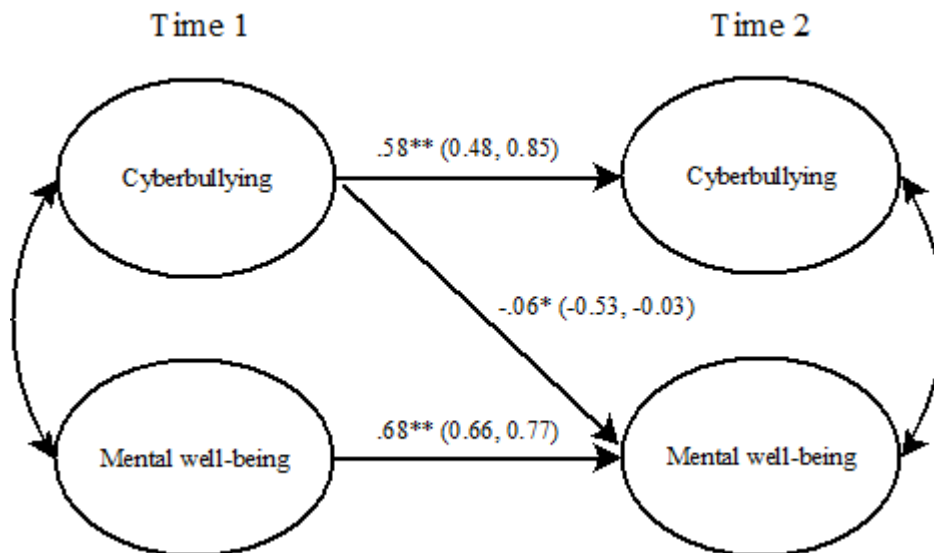 Time 1
Time 2
.58** (0.48, 0.85)
Cyberbullying
Cyberbullying
-.06* (-0.53, -0.03)
.68** (0.66, 0.77)
Mental well-being
Mental well-being